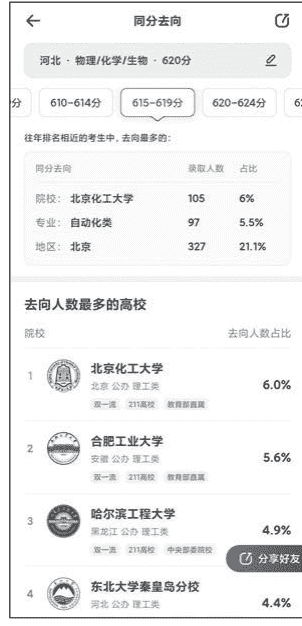 同分去向
河北 · 物理/化学/生物 · 620分
分 610-614分 615-619分 620-624分 6
往年排名相近的考生中，去向最多的：
同分去向 录取人数 占比
院校： 北京化工大学 105 6%
专业： 自动化类 97 5.5%
地区： 北京 327 21.1%
去向人数最多的高校
院校 去向人数占比
1 北京化工大学 6.0%
北京 公办 理工类
双一流 211高校 教育部直属
2 合肥工业大学 5.6%
安徽 公办 理工类
双一流 211高校 教育部直属
3 哈尔滨工程大学 4.9%
黑龙江 公办 理工类
双一流 211高校 中央部委院校
分享好友
4 东北大学秦皇岛分校 4.4%
河北 公办 理工类